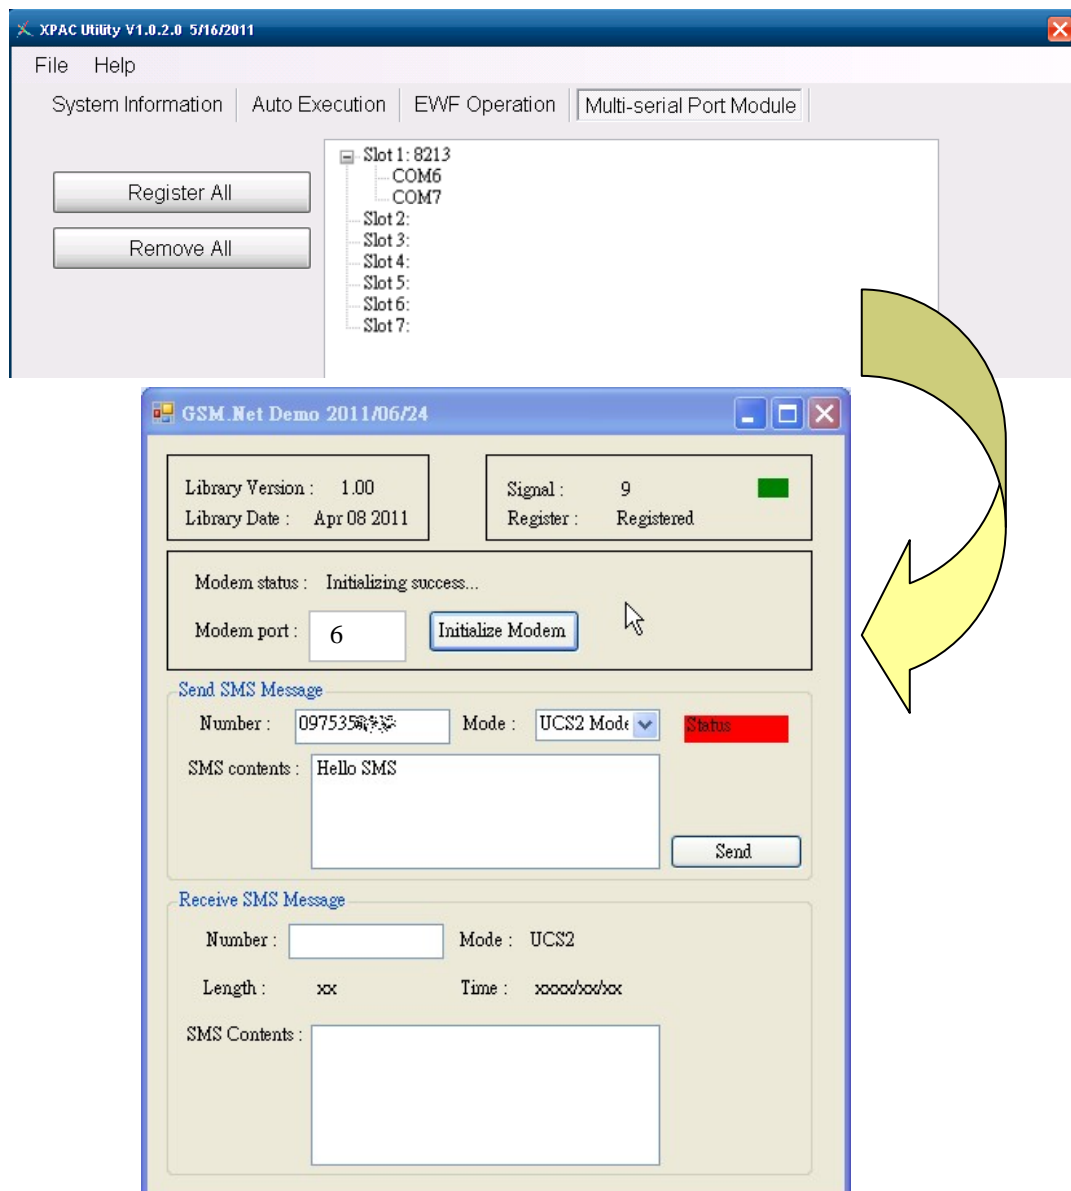 XPAC Utility V1.0.2.0 5/16/2011
File Help
System Information Auto Execution EWF Operation Multi-serial Port Module
Register All
Remove All
Slot 1: 8213
COM6
COM7
Slot 2:
Slot 3:
Slot 4:
Slot 5:
Slot 6:
Slot 7:
GSM.Net Demo 2011/06/24
Library Version : 1.00
Library Date : Apr 08 2011
Signal : 9
Register : Registered
Modem status : Initializing success...
Modem port : 6 Initialize Modem
Send SMS Message
Number : 097535 Mode : UCS2 Mode Status
SMS contents : Hello SMS
Send
Receive SMS Message
Number : Mode : UCS2
Length : xx Time : xxxx/xx/xx
SMS Contents :